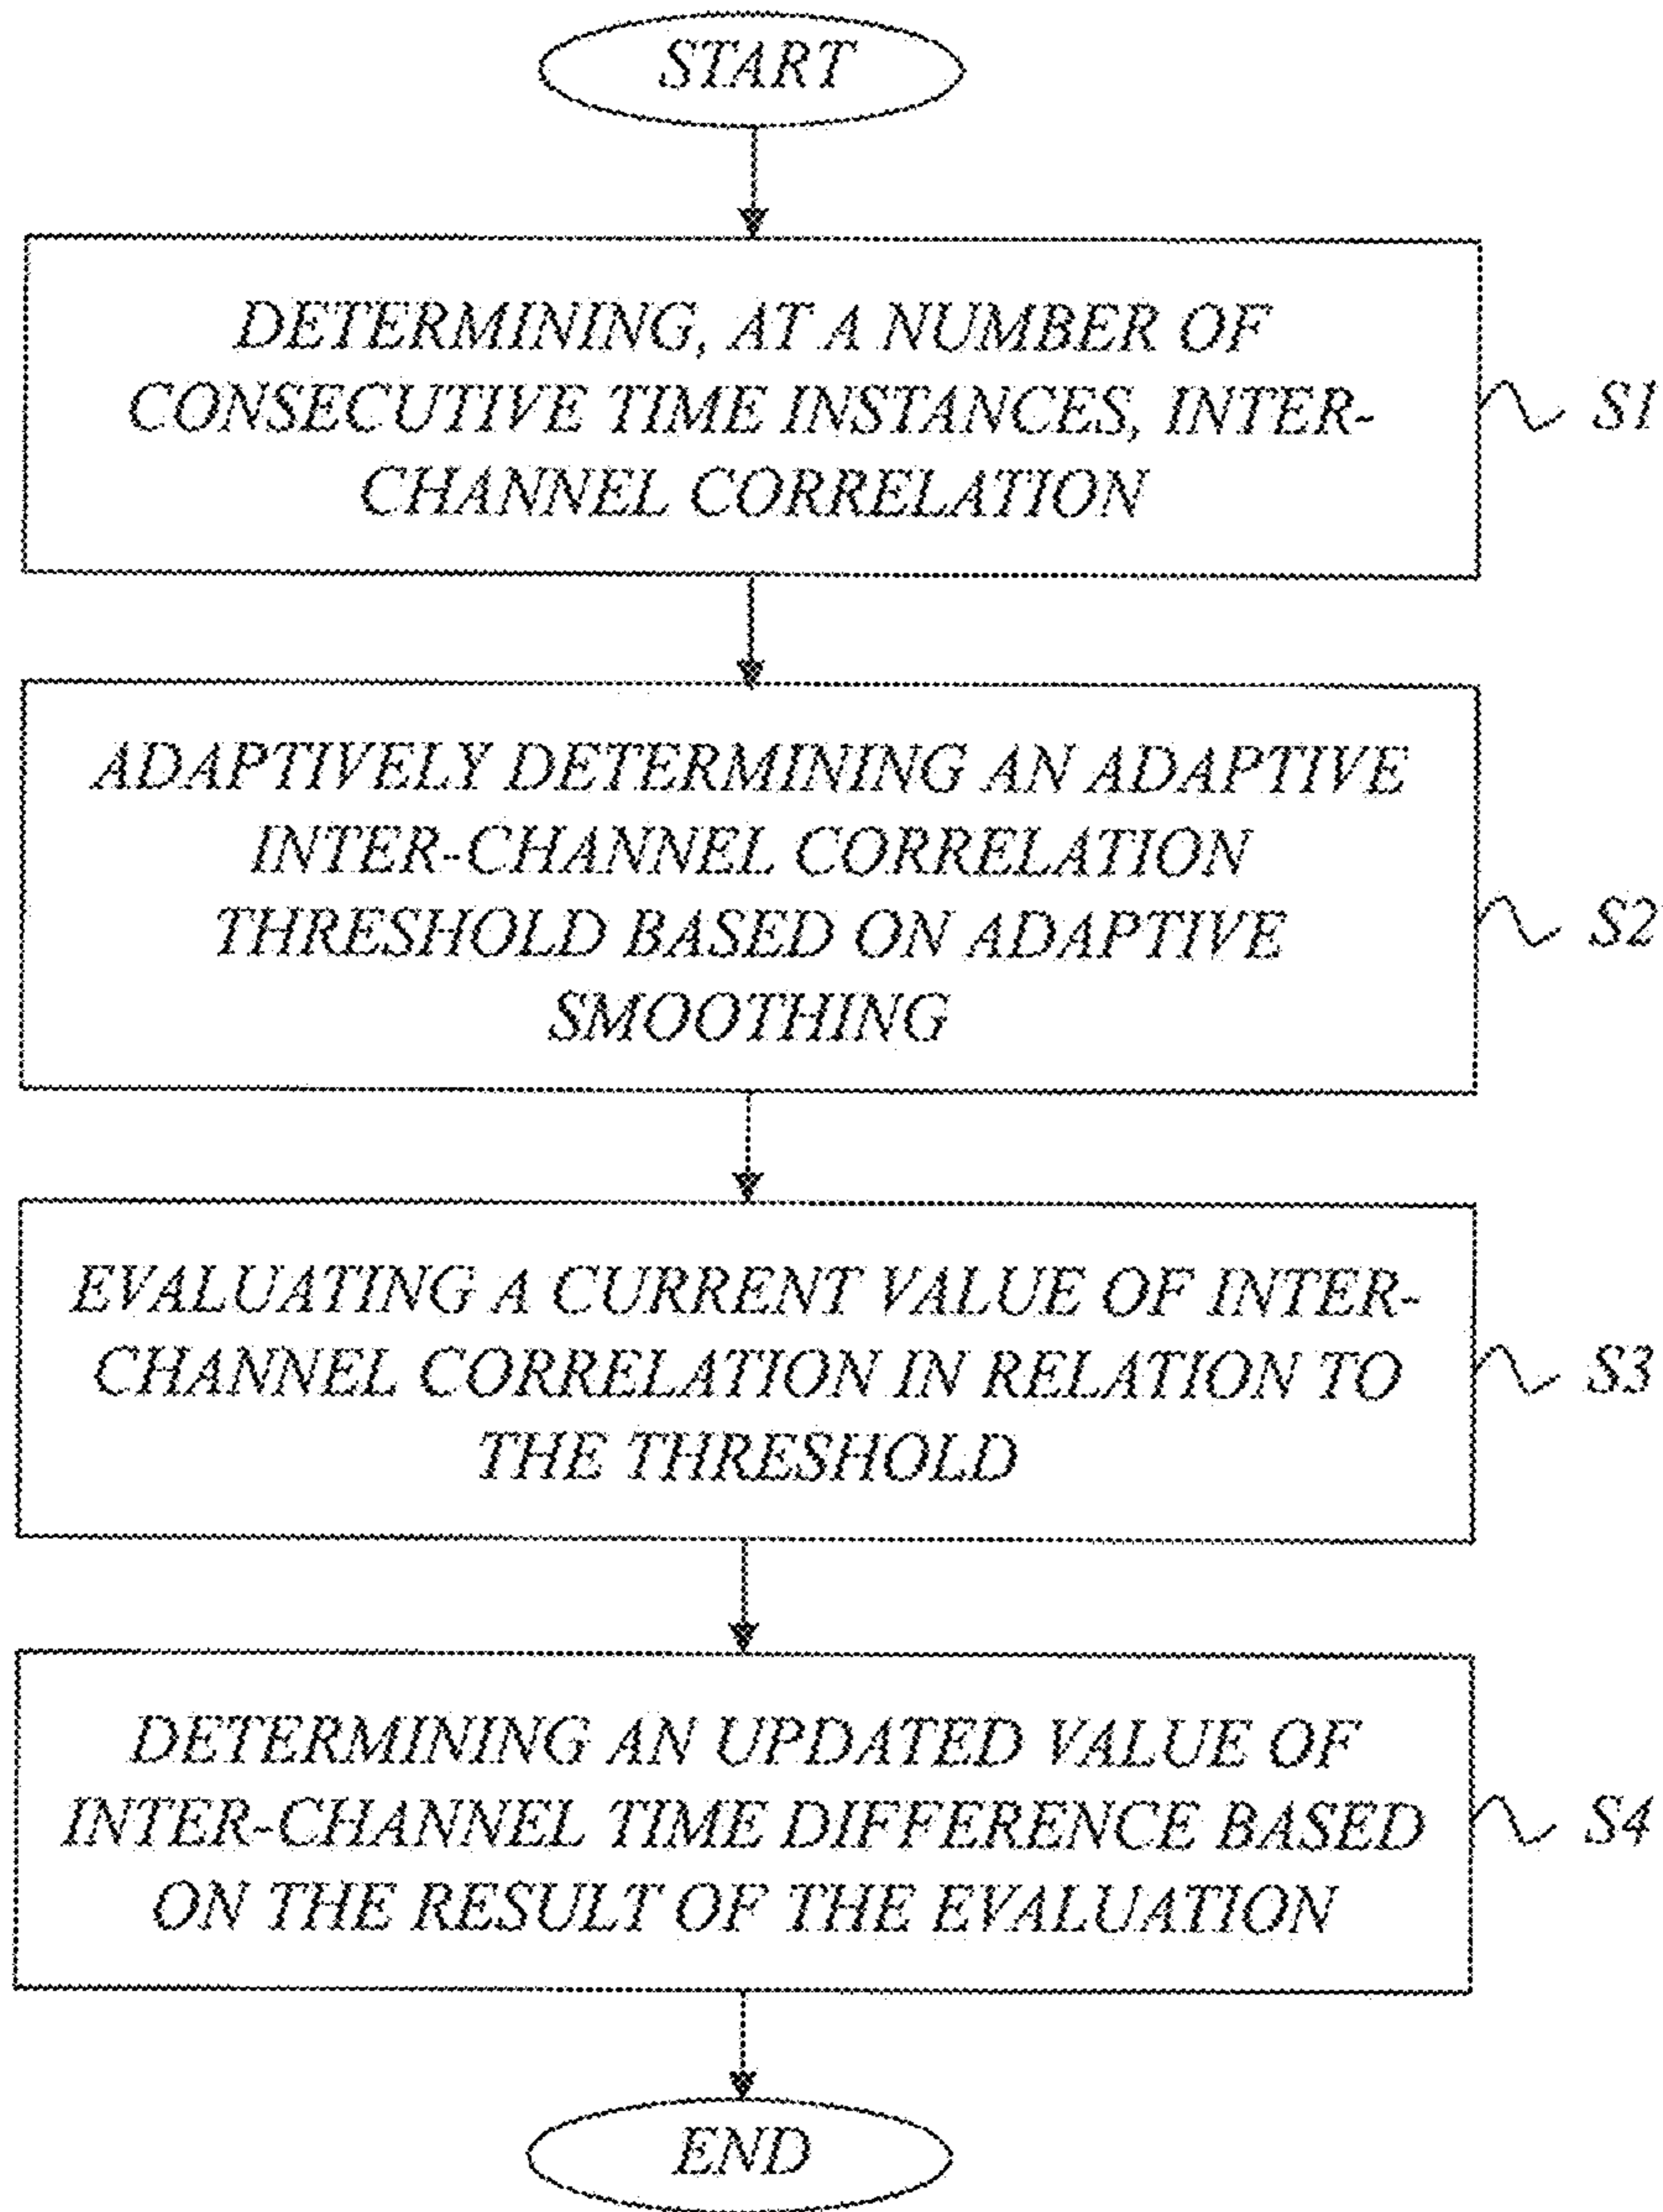 START
DETERMINING, AT A NUMBER OF
CONSECUTIVE TIME INSTANCES, INTER-
CHANNEL CORRELATION
S1
ADAPTIVELY DETERMINING AN ADAPTIVE
INTER-CHANNEL CORRELATION
THRESHOLD BASED ON ADAPTIVE
SMOOTHING
S2
EVALUATING A CURRENT VALUE OF INTER-
CHANNEL CORRELATION IN RELATION TO
THE THRESHOLD
S3
DETERMINING AN UPDATED VALUE OF
INTER-CHANNEL TIME DIFFERENCE BASED
ON THE RESULT OF THE EVALUATION
S4
END